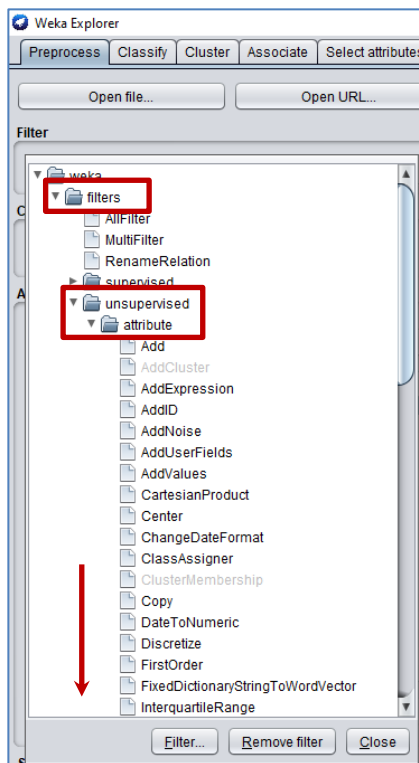 Weka Explorer
Preprocess Classify Cluster Associate Select attributes
Open file... Open URL...
Filter
weka
filters
AllFilter
MultiFilter
RenameRelation
supervised
unsupervised
attribute
Add
AddCluster
AddExpression
AddID
AddNoise
AddUserFields
AddValues
CartesianProduct
Center
ChangeDateFormat
ClassAssigner
ClusterMembership
Copy
DateToNumeric
Discretize
FirstOrder
FixedDictionaryStringToWordVector
InterquartileRange
Filter... Remove filter Close